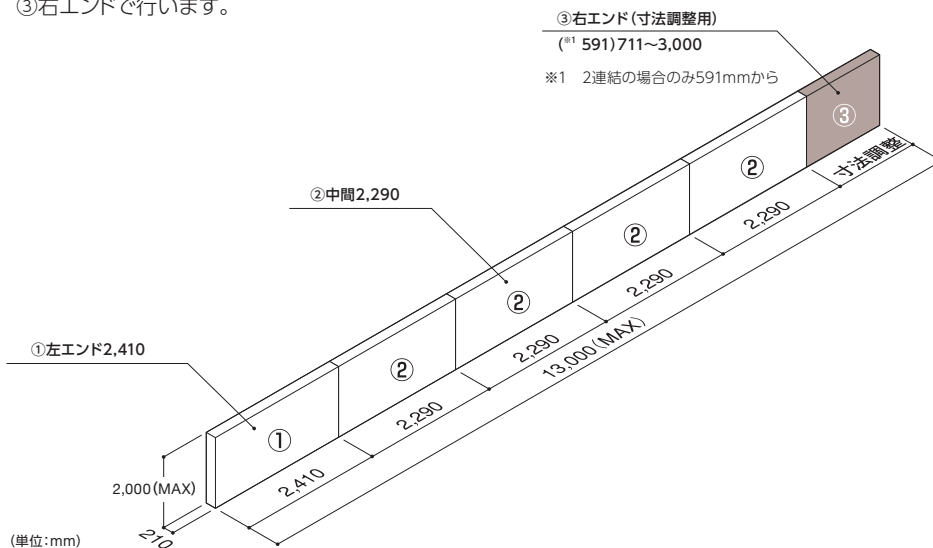 ③右エンドで行います。
③右エンド(寸法調整用)
(※1 591)711〜3,000
※1 2連結の場合のみ591mmから
③
寸法調整
②
②中間2,290
2,290
②
2,290
②
①左エンド2,410
2,290
13,000(MAX)
②
2,290
①
2,410
2,000(MAX)
210
(単位:mm)